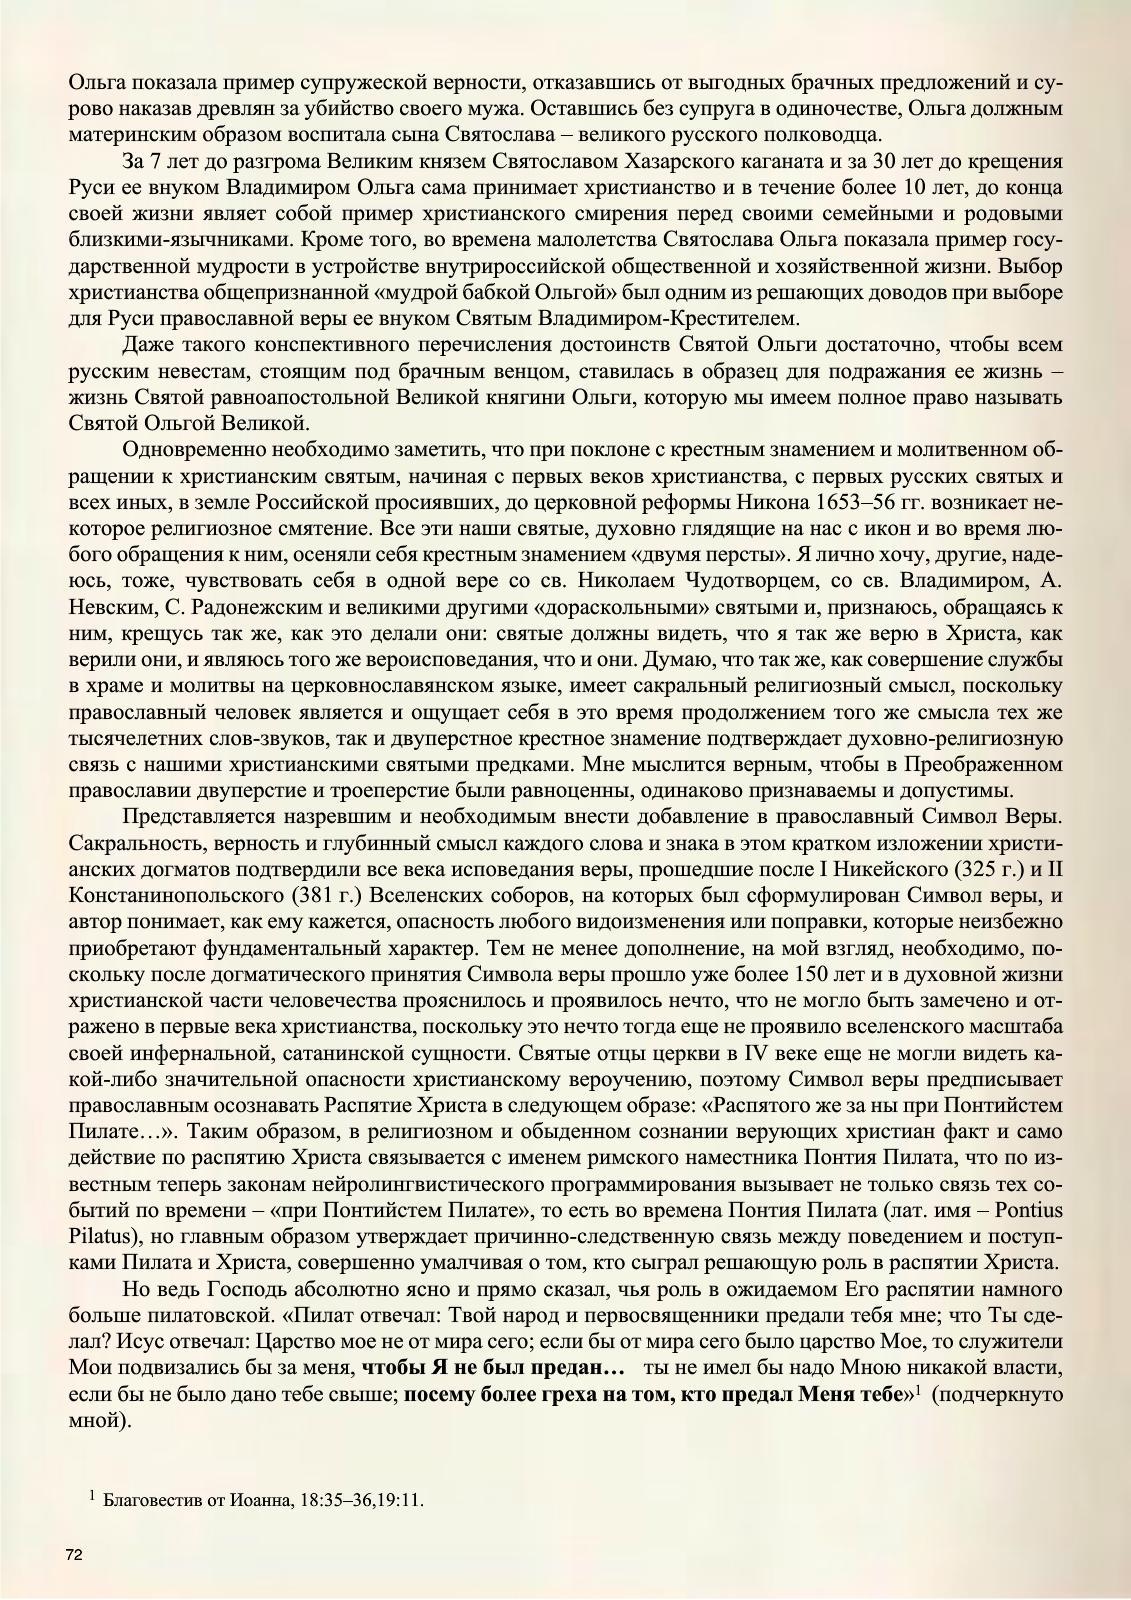 Ольга показала пример супружеской верности, отказавшись от выгодных брачных предложений и су-
рово наказав древлян за убийство своего мужа. Оставшись без супруга в одиночестве, Ольга должным
материнским образом воспитала сына Святослава – великого русского полководца.
За 7 лет до разгрома Великим князем Святославом Хазарского каганата и за 30 лет до крещения
Руси ее внуком Владимиром Ольга сама принимает христианство и в течение более 10 лет, до конца
своей жизни являет собой пример христианского смирения перед своими семейными и родовыми
близкими-язычниками. Кроме того, во времена малолетства Святослава Ольга показала пример госу-
дарственной мудрости в устройстве внутрироссийской общественной и хозяйственной жизни. Выбор
христианства общепризнанной «мудрой бабкой Ольгой» был одним из решающих доводов при выборе
для Руси православной веры ее внуком Святым Владимиром-Крестителем.
Даже такого конспективного перечисления достоинств Святой Ольги достаточно, чтобы всем
русским невестам, стоящим под брачным венцом, ставилась в образец для подражания ее жизнь –
жизнь Святой равноапостольной Великой княгини Ольги, которую мы имеем полное право называть
Святой Ольгой Великой.
Одновременно необходимо заметить, что при поклоне с крестным знамением и молитвенном об-
ращении к христианским святым, начиная с первых веков христианства, с первых русских святых и
всех иных, в земле Российской просиявших, до церковной реформы Никона 1653–56 гг. возникает не-
которое религиозное смятение. Все эти наши святые, духовно глядящие на нас с икон и во время лю-
бого обращения к ним, осеняли себя крестным знамением «двумя персты». Я лично хочу, другие, наде-
юсь, тоже, чувствовать себя в одной вере со св. Николаем Чудотворцем, со св. Владимиром, А.
Невским, С. Радонежским и великими другими «дораскольными» святыми и, признаюсь, обращаясь к
ним, крещусь так же, как это делали они: святые должны видеть, что я так же верю в Христа, как
верили они, и являюсь того же вероисповедания, что и они. Думаю, что так же, как совершение службы
в храме и молитвы на церковнославянском языке, имеет сакральный религиозный смысл, поскольку
православный человек является и ощущает себя в это время продолжением того же смысла тех же
тысячелетних слов-звуков, так и двуперстное крестное знамение подтверждает духовно-религиозную
связь с нашими христианскими святыми предками. Мне мыслится верным, чтобы в Преображенном
православии двуперстие и троеперстие были равноценны, одинаково признаваемы и допустимы.
Представляется назревшим и необходимым внести добавление в православный Символ Веры.
Сакральность, верность и глубинный смысл каждого слова и знака в этом кратком изложении христи-
анских догматов подтвердили все века исповедания веры, прошедшие после I Никейского (325 г.) и II
Констанинопольского (381 г.) Вселенских соборов, на которых был сформулирован Символ веры, и
автор понимает, как ему кажется, опасность любого видоизменения или поправки, которые неизбежно
приобретают фундаментальный характер. Тем не менее дополнение, на мой взгляд, необходимо, по-
скольку после догматического принятия Символа веры прошло уже более 150 лет и в духовной жизни
христианской части человечества прояснилось и проявилось нечто, что не могло быть замечено и от-
ражено в первые века христианства, поскольку это нечто тогда еще не проявило вселенского масштаба
своей инфернальной, сатанинской сущности. Святые отцы церкви в IV веке еще не могли видеть ка-
кой-либо значительной опасности христианскому вероучению, поэтому Символ веры предписывает
православным осознавать Распятие Христа в следующем образе: «Распятого же за ны при Понтийстем
Пилате…». Таким образом, в религиозном и обыденном сознании верующих христиан факт и само
действие по распятию Христа связывается с именем римского наместника Понтия Пилата, что по из-
вестным теперь законам нейролингвистического программирования вызывает не только связь тех со-
бытий по времени – «при Понтийстем Пилате», то есть во времена Понтия Пилата (лат. имя – Pontius
Pilatus), но главным образом утверждает причинно-следственную связь между поведением и поступ-
ками Пилата и Христа, совершенно умалчивая о том, кто сыграл решающую роль в распятии Христа.
Но ведь Господь абсолютно ясно и прямо сказал, чья роль в ожидаемом Его распятии намного
больше пилатовской. «Пилат отвечал: Твой народ и первосвященники предали тебя мне; что Ты сде-
лал? Исус отвечал: Царство мое не от мира сего; если бы от мира сего было царство Мое, то служители
Мои подвизались бы за меня, чтобы Я не был предан… ты не имел бы надо Мною никакой власти,
если бы не было дано тебе свыше; посему более греха на том, кто предал Меня тебе»1 (подчеркнуто
мной).
1 Благовестив от Иоанна, 18:35–36,19:11.
72